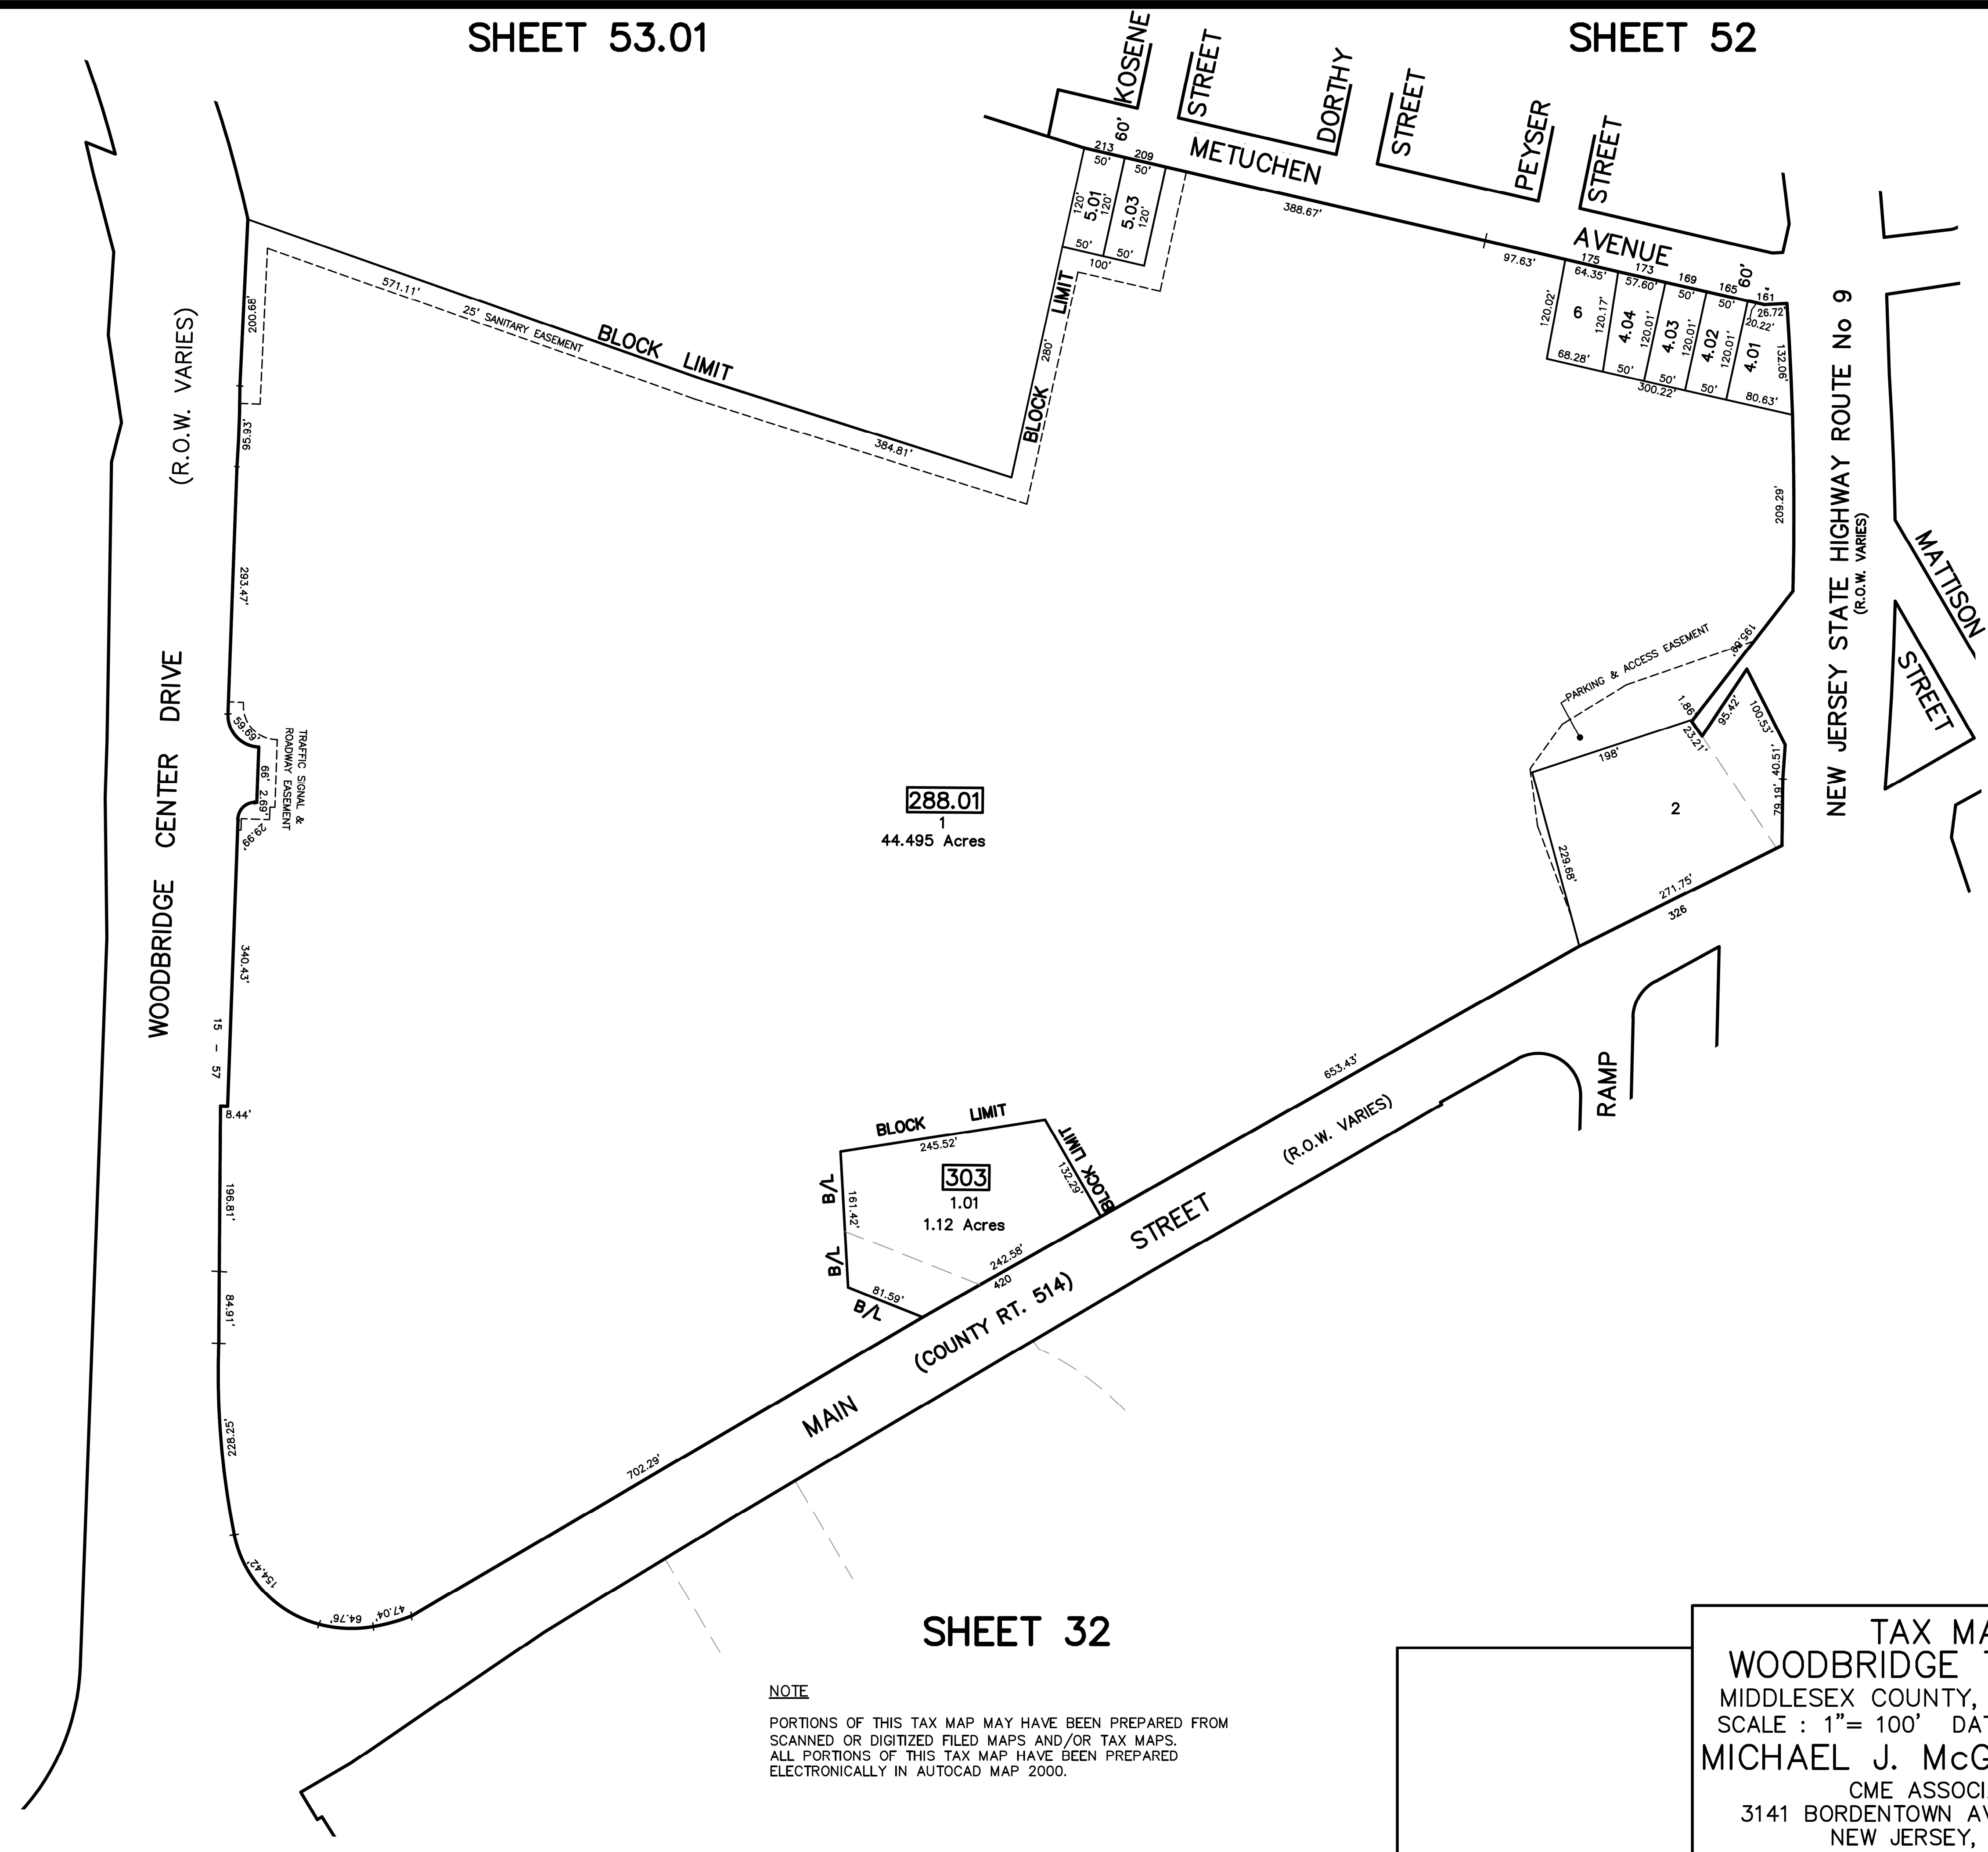 SHEET 53.01
SHEET 52
KOSENE
STREET
DORTHY
STREET
PEYSER
STREET
60'
METUCHEN
AVENUE
60'
213
209
50'
50'
120'
5.01
120'
5.03
120'
50'
50'
100'
388.67'
97.63'
175
173
169
165
161
64.35'
57.60'
50'
50'
26.72'
20.22'
120.02'
6
120.17'
4.04
120.01'
4.03
120.01'
4.02
120.01'
4.01
132.06'
68.28'
50'
50'
50'
80.63'
300.22'
NEW JERSEY STATE HIGHWAY ROUTE No 9
(R.O.W. VARIES)
MATTISON
STREET
209.29'
195.09'
PARKING & ACCESS EASEMENT
1.86'
23.21'
95.42'
100.53'
40.51'
79.19'
198'
2
229.68'
271.75'
326
BLOCK LIMIT
280'
571.11'
25' SANITARY EASEMENT
BLOCK LIMIT
384.81'
200.68'
95.93'
293.47'
(R.O.W. VARIES)
WOODBRIDGE CENTER DRIVE
59.69'
66'
2.69'
29.99'
TRAFFIC SIGNAL &
ROADWAY EASEMENT
288.01
1
44.495 Acres
340.43'
15 - 57
8.44'
196.81'
84.91'
228.25'
154.42'
64.76'
47.04'
BLOCK LIMIT
245.52'
BLOCK LIMIT
132.29'
303
1.01
1.12 Acres
B/L
161.42'
B/L
81.59'
B/L
242.58'
420
653.43'
702.29'
MAIN STREET
(COUNTY RT. 514)
(R.O.W. VARIES)
RAMP
SHEET 32
NOTE
PORTIONS OF THIS TAX MAP MAY HAVE BEEN PREPARED FROM
SCANNED OR DIGITIZED FILED MAPS AND/OR TAX MAPS.
ALL PORTIONS OF THIS TAX MAP HAVE BEEN PREPARED
ELECTRONICALLY IN AUTOCAD MAP 2000.
TAX MA
WOODBRIDGE T
MIDDLESEX COUNTY,
SCALE : 1"= 100' DAT
MICHAEL J. McG
CME ASSOCI
3141 BORDENTOWN AV
NEW JERSEY,